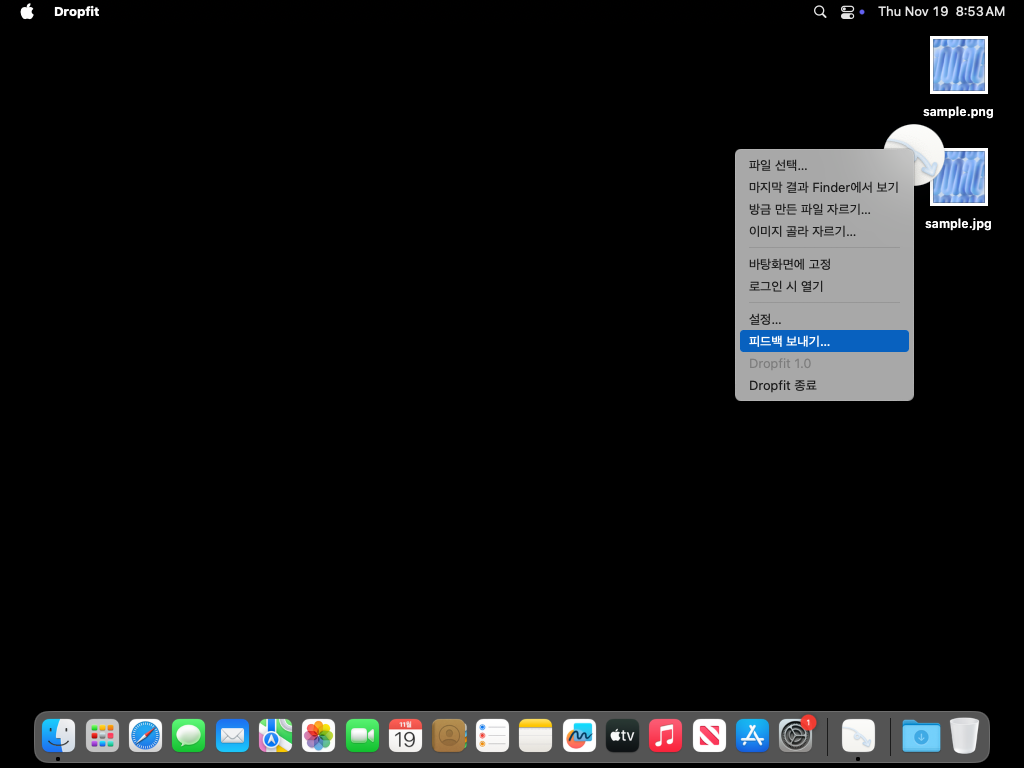 Dropfit
Thu Nov 19 8:53 AM
sample.png
파일 선택...
마지막 결과 Finder에서 보기
방금 만든 파일 자르기...
이미지 골라 자르기...
sample.jpg
바탕화면에 고정
로그인 시 열기
설정...
피드백 보내기...
Dropfit 1.0
Dropfit 종료
11월
19
tv
1